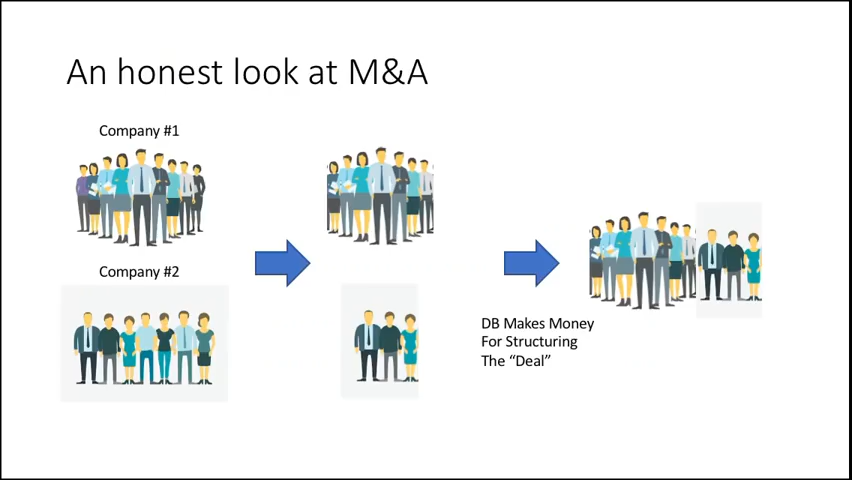 An honest look at M&A
Company #1
Company #2
DB Makes Money
For Structuring
The “Deal”